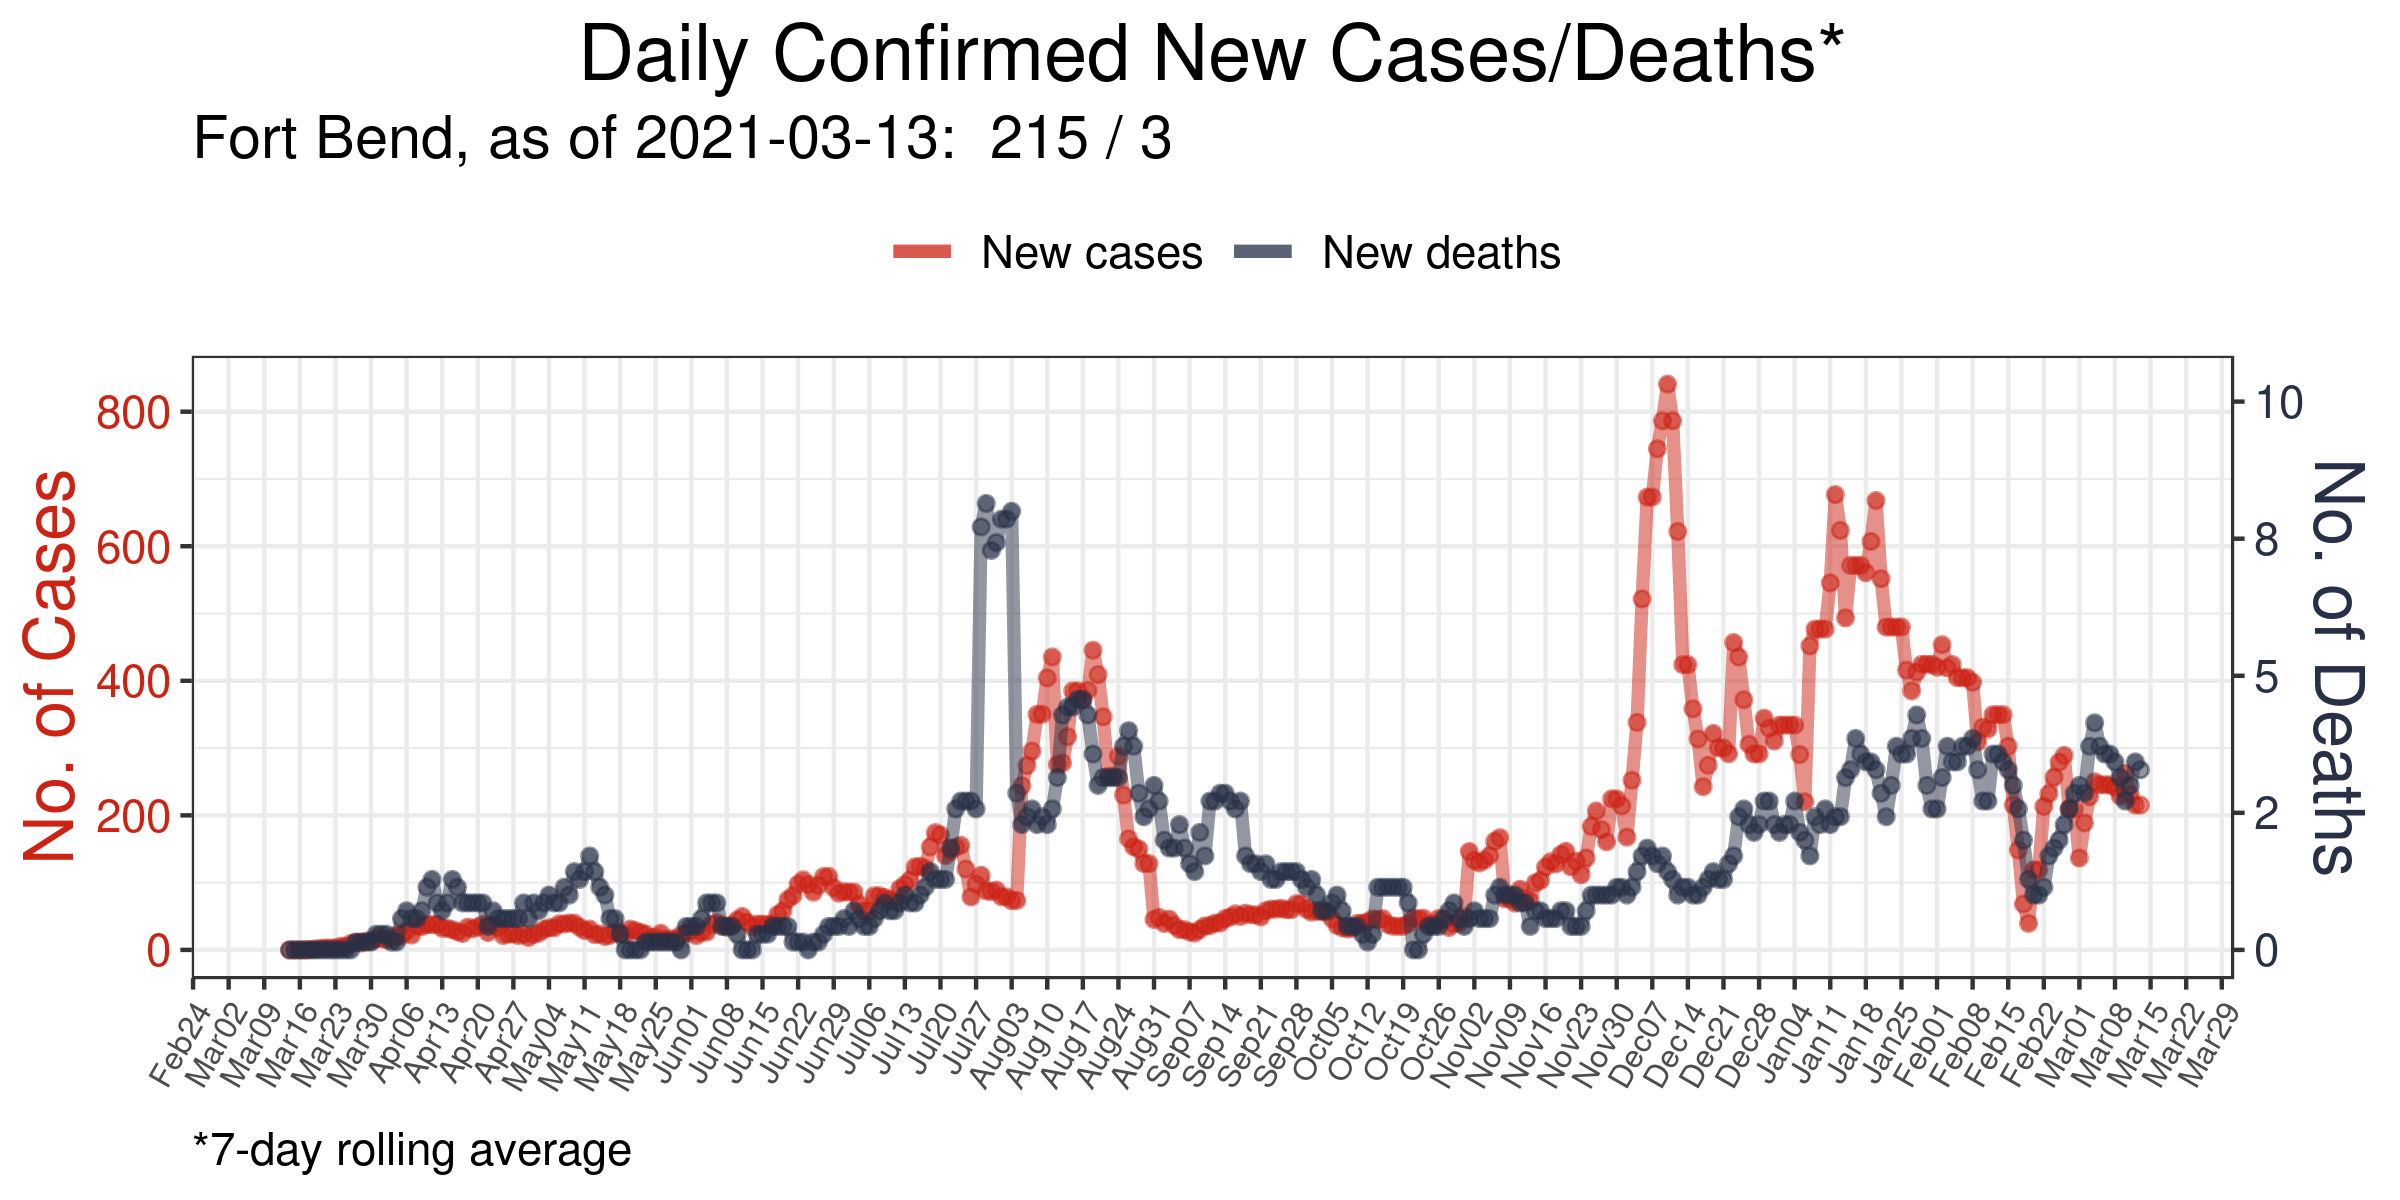 Daily Confirmed New Cases/Deaths*
Fort Bend, as of 2021-03-13:  215 / 3
New cases
New deaths
No. of Cases
800
600
400
200
0
10
8
5
2
0
No. of Deaths
Feb24
Mar02
Mar09
Mar16
Mar23
Mar30
Apr06
Apr13
Apr20
Apr27
May04
May11
May18
May25
Jun01
Jun08
Jun15
Jun22
Jun29
Jul06
Jul13
Jul20
Jul27
Aug03
Aug10
Aug17
Aug24
Aug31
Sep07
Sep14
Sep21
Sep28
Oct05
Oct12
Oct19
Oct26
Nov02
Nov09
Nov16
Nov23
Nov30
Dec07
Dec14
Dec21
Dec28
Jan04
Jan11
Jan18
Jan25
Feb01
Feb08
Feb15
Feb22
Mar01
Mar08
Mar15
Mar22
Mar29
*7-day rolling average